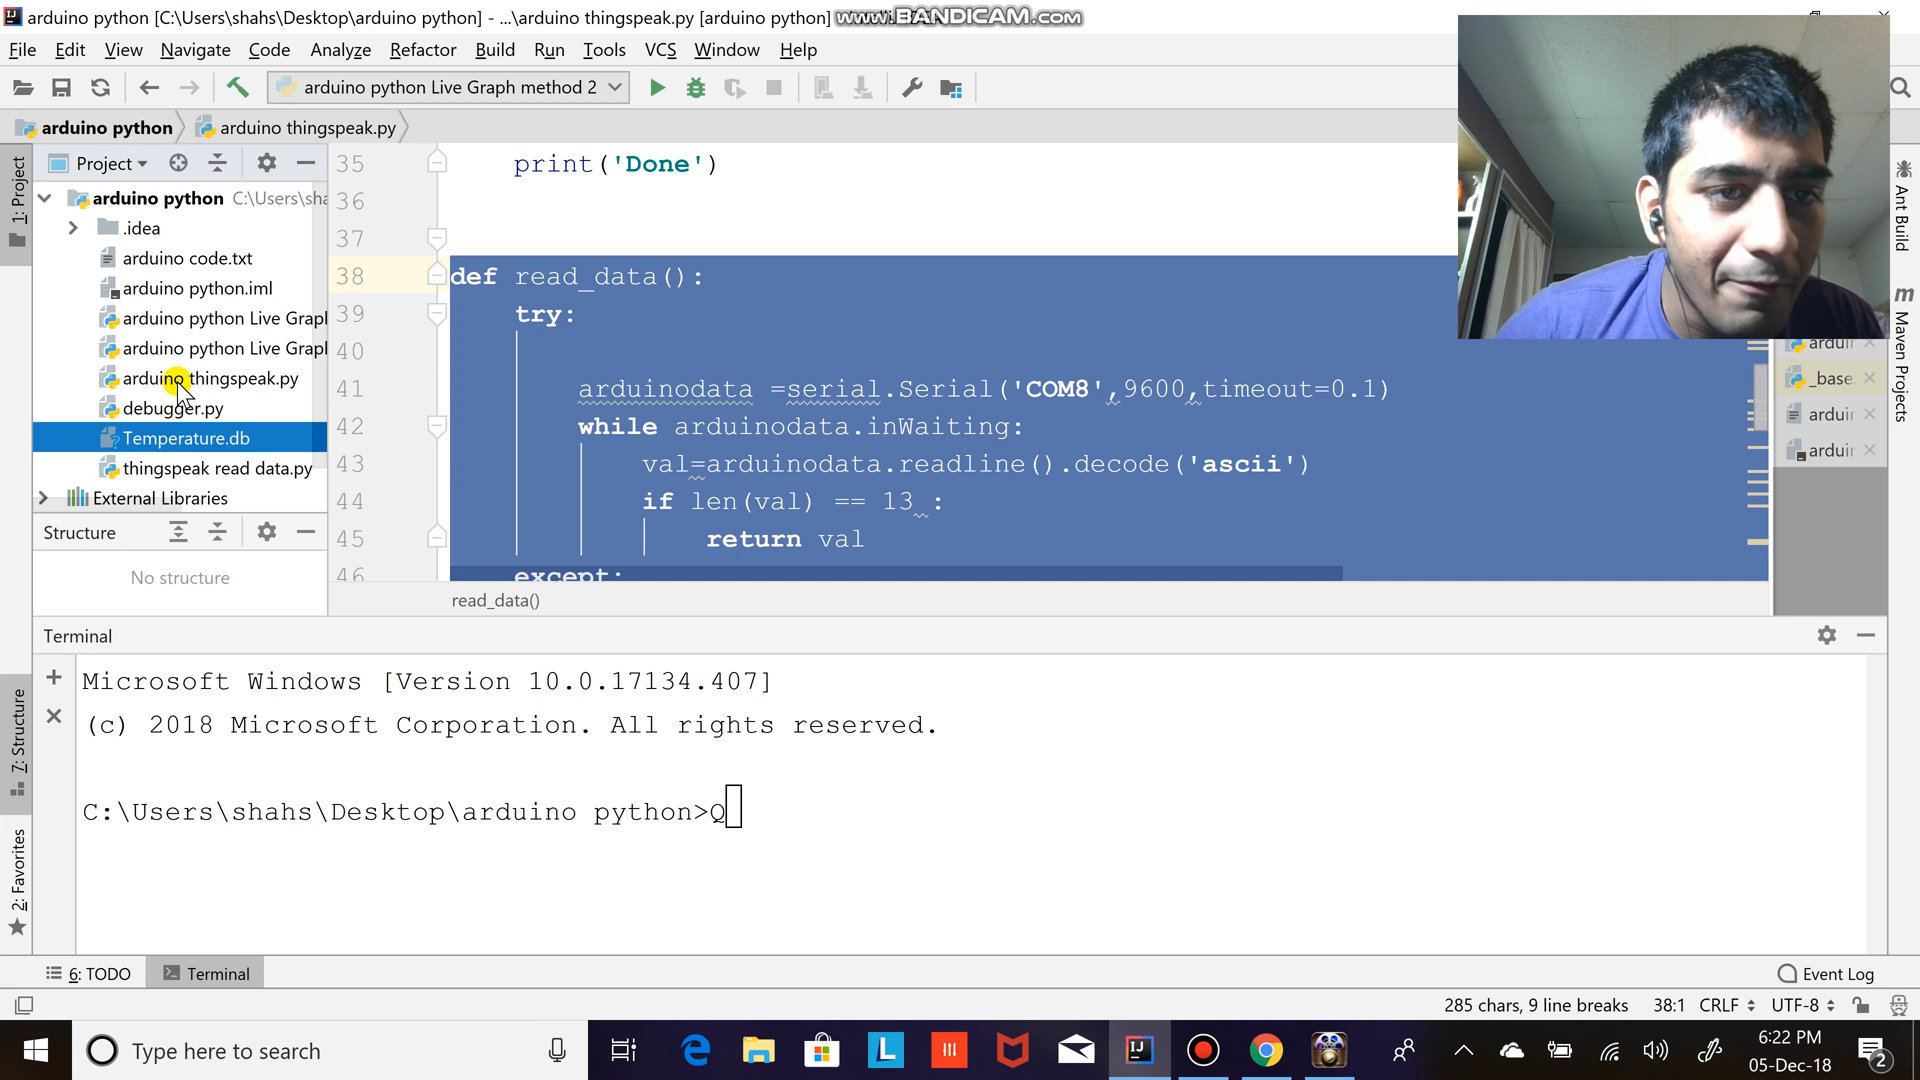 arduino python [C:\Users\shahs\Desktop\arduino python] - ...\arduino thingspeak.py [arduino python]
www.BANDICAM.com
File Edit View Navigate Code Analyze Refactor Build Run Tools VCS Window Help
arduino python Live Graph method 2
arduino python arduino thingspeak.py
1: Project
Project
arduino python C:\Users\sha
.idea
arduino code.txt
arduino python.iml
arduino python Live Grap
arduino python Live Grap
arduino thingspeak.py
debugger.py
Temperature.db
thingspeak read data.py
External Libraries
Structure
No structure
35 print('Done')
36
37
38 def read_data():
39 try:
40
41 arduinodata =serial.Serial('COM8',9600,timeout=0.1)
42 while arduinodata.inWaiting:
43 val=arduinodata.readline().decode('ascii')
44 if len(val) == 13 :
45 return val
46 except:
read_data()
Ant Build
m Maven Projects
_base.
arduir
arduir
7: Structure
2: Favorites
Terminal
Microsoft Windows [Version 10.0.17134.407]
(c) 2018 Microsoft Corporation. All rights reserved.
C:\Users\shahs\Desktop\arduino python>Q
6: TODO Terminal
Event Log
285 chars, 9 line breaks 38:1 CRLF UTF-8
Type here to search
6:22 PM
05-Dec-18
2